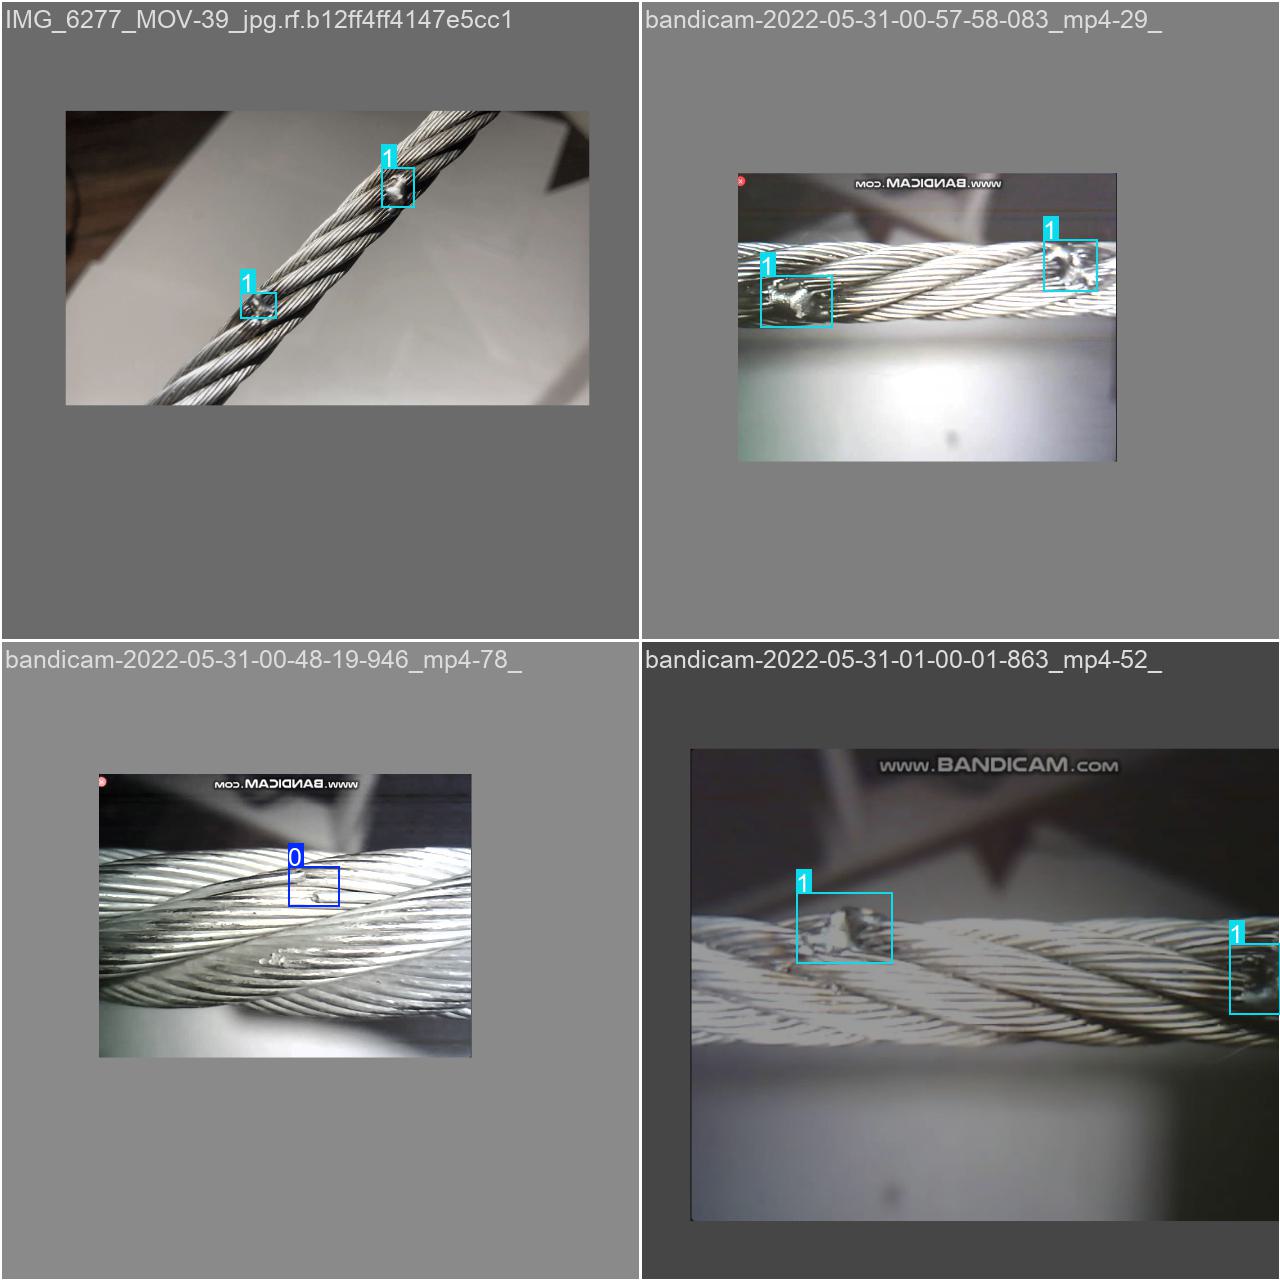 IMG_6277_MOV-39_jpg.rf.b12ff4ff4147e5cc1
bandicam-2022-05-31-00-57-58-083_mp4-29_
1
1
WWW.BANDICAM.COM
1
1
bandicam-2022-05-31-00-48-19-946_mp4-78_
bandicam-2022-05-31-01-00-01-863_mp4-52_
WWW.BANDICAM.COM
WWW.BANDICAM.COM
0
1
1